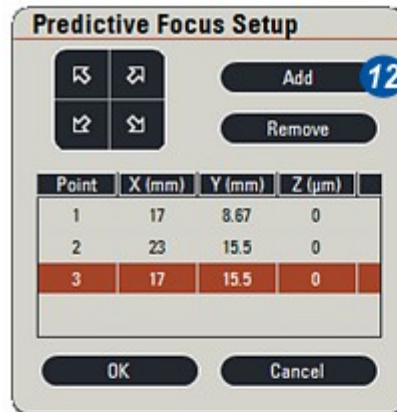 Predictive Focus Setup
Add
12
Remove
Point X (mm) Y (mm) Z (µm)
1 17 8.67 0
2 23 15.5 0
3 17 15.5 0
OK Cancel